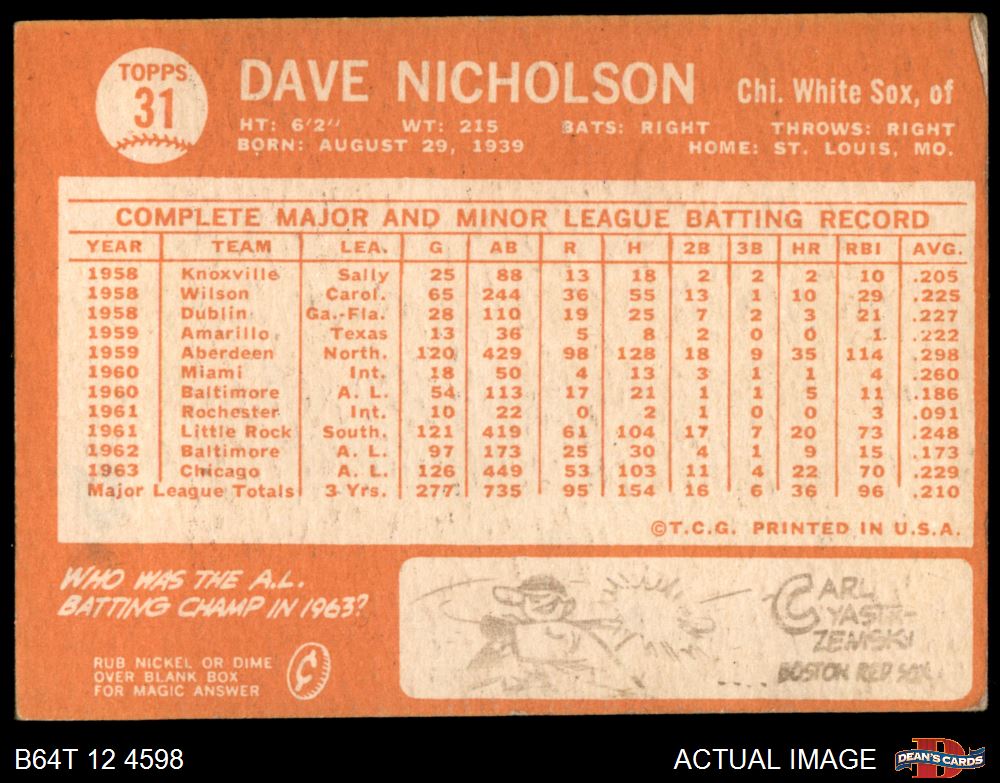 TOPPS
31
DAVE NICHOLSON Chi. White Sox, of
HT: 6'2" WT: 215 BATS: RIGHT THROWS: RIGHT
BORN: AUGUST 29, 1939 HOME: ST. LOUIS, MO.
COMPLETE MAJOR AND MINOR LEAGUE BATTING RECORD
YEAR TEAM LEA. G AB R H 2B 3B HR RBI AVG.
1958 Knoxville Sally 25 88 13 18 2 2 2 10 .205
1958 Wilson Carol. 65 244 36 55 13 1 10 29 .225
1958 Dublin Ga.-Fla. 28 110 19 25 7 2 3 21 .227
1959 Amarillo Texas 13 36 5 8 2 0 0 1 .222
1959 Aberdeen North. 120 429 98 128 18 9 35 114 .298
1960 Miami Int. 18 50 4 13 3 1 1 4 .260
1960 Baltimore A. L. 54 113 17 21 1 1 5 11 .186
1961 Rochester Int. 10 22 0 2 1 0 0 3 .091
1961 Little Rock South. 121 419 61 104 17 7 20 73 .248
1962 Baltimore A. L. 97 173 25 30 4 1 9 15 .173
1963 Chicago A. L. 126 449 53 103 11 4 22 70 .229
Major League Totals 3 Yrs. 277 735 95 154 16 6 36 96 .210
©T.C.G. PRINTED IN U.S.A.
WHO WAS THE A.L.
BATTING CHAMP IN 1963?
RUB NICKEL OR DIME
OVER BLANK BOX
FOR MAGIC ANSWER
CARL
YASTR-
ZEMSKI
BOSTON RED SOX
B64T 12 4598 ACTUAL IMAGE
DEAN'S CARDS